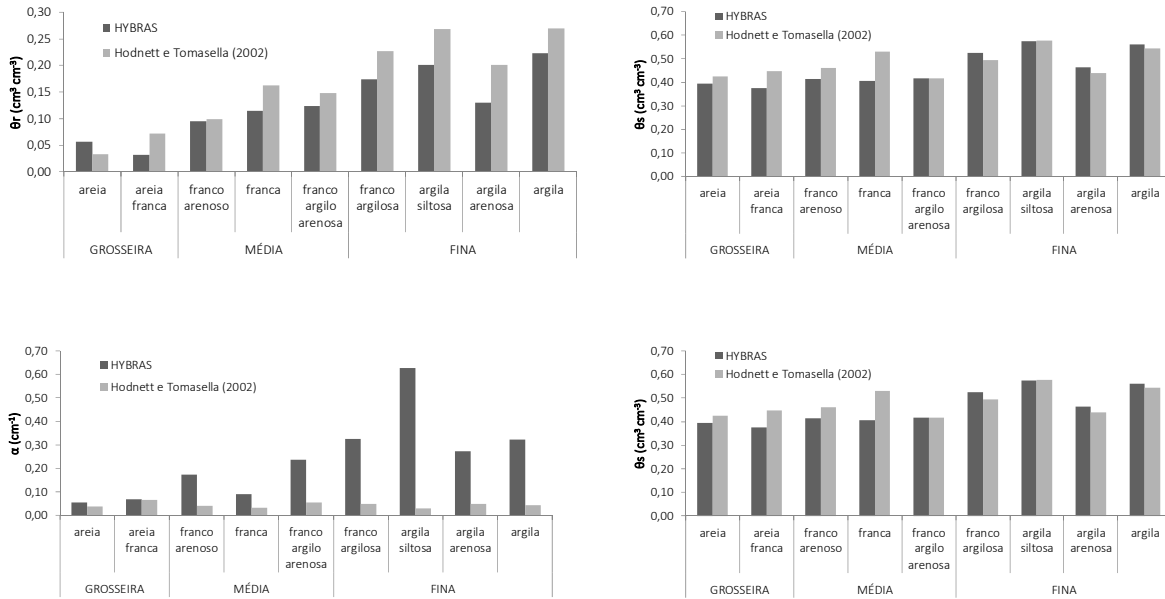 0,30
0,25
0,20
0,15
0,10
0,05
0,00
θr (cm³ cm⁻³)
HYBRAS
Hodnett e Tomasella (2002)
areia
areia franca
franco arenoso
franca
franco argilo arenosa
franco argilosa
argila siltosa
argila arenosa
argila
GROSSEIRA
MÉDIA
FINA
0,70
0,60
0,50
0,40
0,30
0,20
0,10
0,00
θs (cm³ cm⁻³)
HYBRAS
Hodnett e Tomasella (2002)
areia
areia franca
franco arenoso
franca
franco argilo arenosa
franco argilosa
argila siltosa
argila arenosa
argila
GROSSEIRA
MÉDIA
FINA
0,70
0,60
0,50
0,40
0,30
0,20
0,10
0,00
α (cm⁻¹)
HYBRAS
Hodnett e Tomasella (2002)
areia
areia franca
franco arenoso
franca
franco argilo arenosa
franco argilosa
argila siltosa
argila arenosa
argila
GROSSEIRA
MÉDIA
FINA
0,70
0,60
0,50
0,40
0,30
0,20
0,10
0,00
θs (cm³ cm⁻³)
HYBRAS
Hodnett e Tomasella (2002)
areia
areia franca
franco arenoso
franca
franco argilo arenosa
franco argilosa
argila siltosa
argila arenosa
argila
GROSSEIRA
MÉDIA
FINA